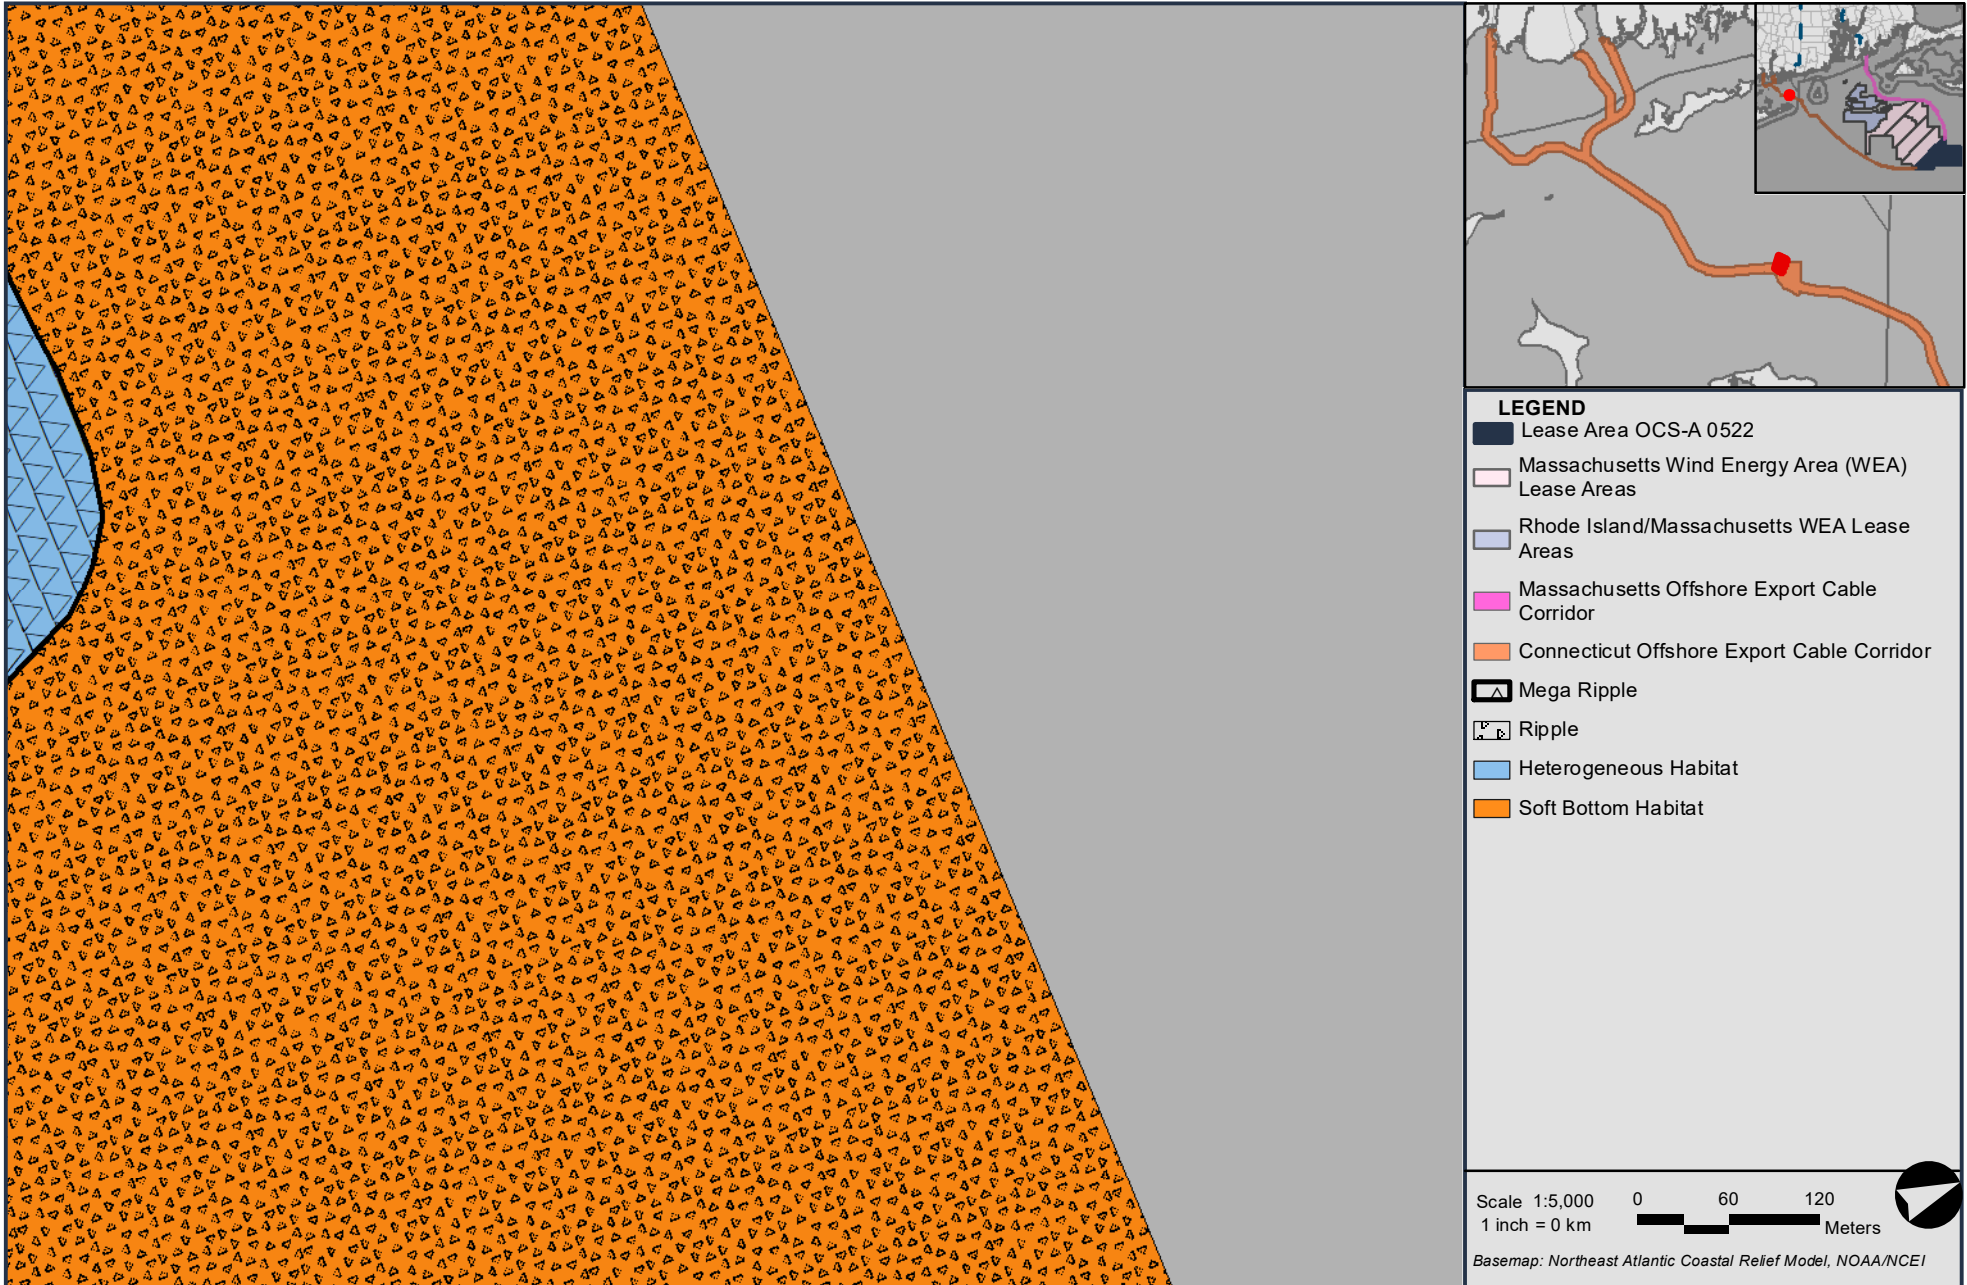 LEGEND
Lease Area OCS-A 0522
Massachusetts Wind Energy Area (WEA)
Lease Areas
Rhode Island/Massachusetts WEA Lease
Areas
Massachusetts Offshore Export Cable
Corridor
Connecticut Offshore Export Cable Corridor
Mega Ripple
Ripple
Heterogeneous Habitat
Soft Bottom Habitat
Scale 1:5,000
1 inch = 0 km
0 60 120
Meters
Basemap: Northeast Atlantic Coastal Relief Model, NOAA/NCEI